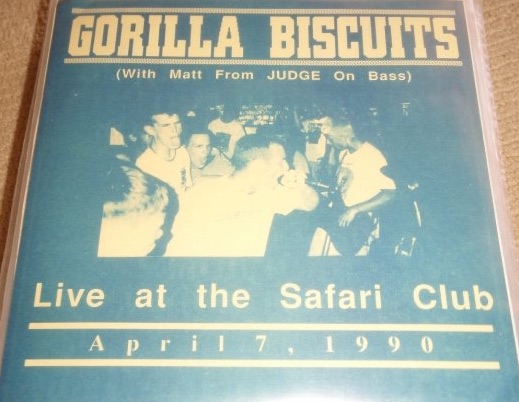 GORILLA BISCUITS
(With Matt From JUDGE On Bass)
Live at the Safari Club
April 7, 1990